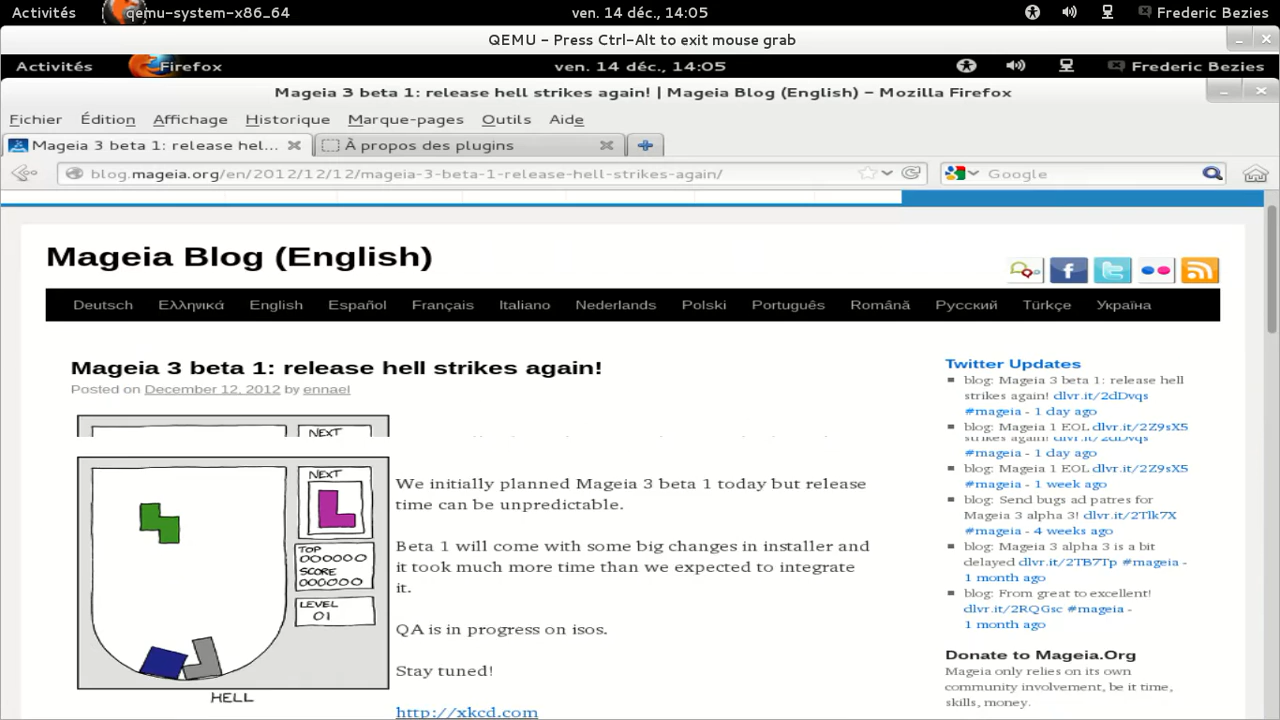 Activités qemu-system-x86_64 ven. 14 déc., 14:05 Frederic Bezies
QEMU - Press Ctrl-Alt to exit mouse grab
Activités Firefox ven. 14 déc., 14:05 Frederic Bezies
Mageia 3 beta 1: release hell strikes again! | Mageia Blog (English) - Mozilla Firefox
Fichier Édition Affichage Historique Marque-pages Outils Aide
Mageia 3 beta 1: release hel... À propos des plugins
blog.mageia.org/en/2012/12/12/mageia-3-beta-1-release-hell-strikes-again/ Google
Mageia Blog (English)
Deutsch Ελληνικά English Español Français Italiano Nederlands Polski Português Română Русский Türkçe Україна
Mageia 3 beta 1: release hell strikes again!
Posted on December 12, 2012 by ennael
NEXT
NEXT
TOP
000000
SCORE
000000
LEVEL
01
HELL
We initially planned Mageia 3 beta 1 today but release
time can be unpredictable.
Beta 1 will come with some big changes in installer and
it took much more time than we expected to integrate
it.
QA is in progress on isos.
Stay tuned!
http://xkcd.com
Twitter Updates
blog: Mageia 3 beta 1: release hell
strikes again! dlvr.it/2dDvqs
#mageia - 1 day ago
blog: Mageia 1 EOL dlvr.it/2Z9sX5
strikes again! dlvr.it/2dDvqs
#mageia - 1 day ago
blog: Mageia 1 EOL dlvr.it/2Z9sX5
#mageia - 1 week ago
blog: Send bugs ad patres for
Mageia 3 alpha 3! dlvr.it/2Tlk7X
#mageia - 4 weeks ago
blog: Mageia 3 alpha 3 is a bit
delayed dlvr.it/2TB7Tp #mageia -
1 month ago
blog: From great to excellent!
dlvr.it/2RQGsc #mageia -
1 month ago
Donate to Mageia.Org
Mageia only relies on its own
community involvement, be it time,
skills, money.